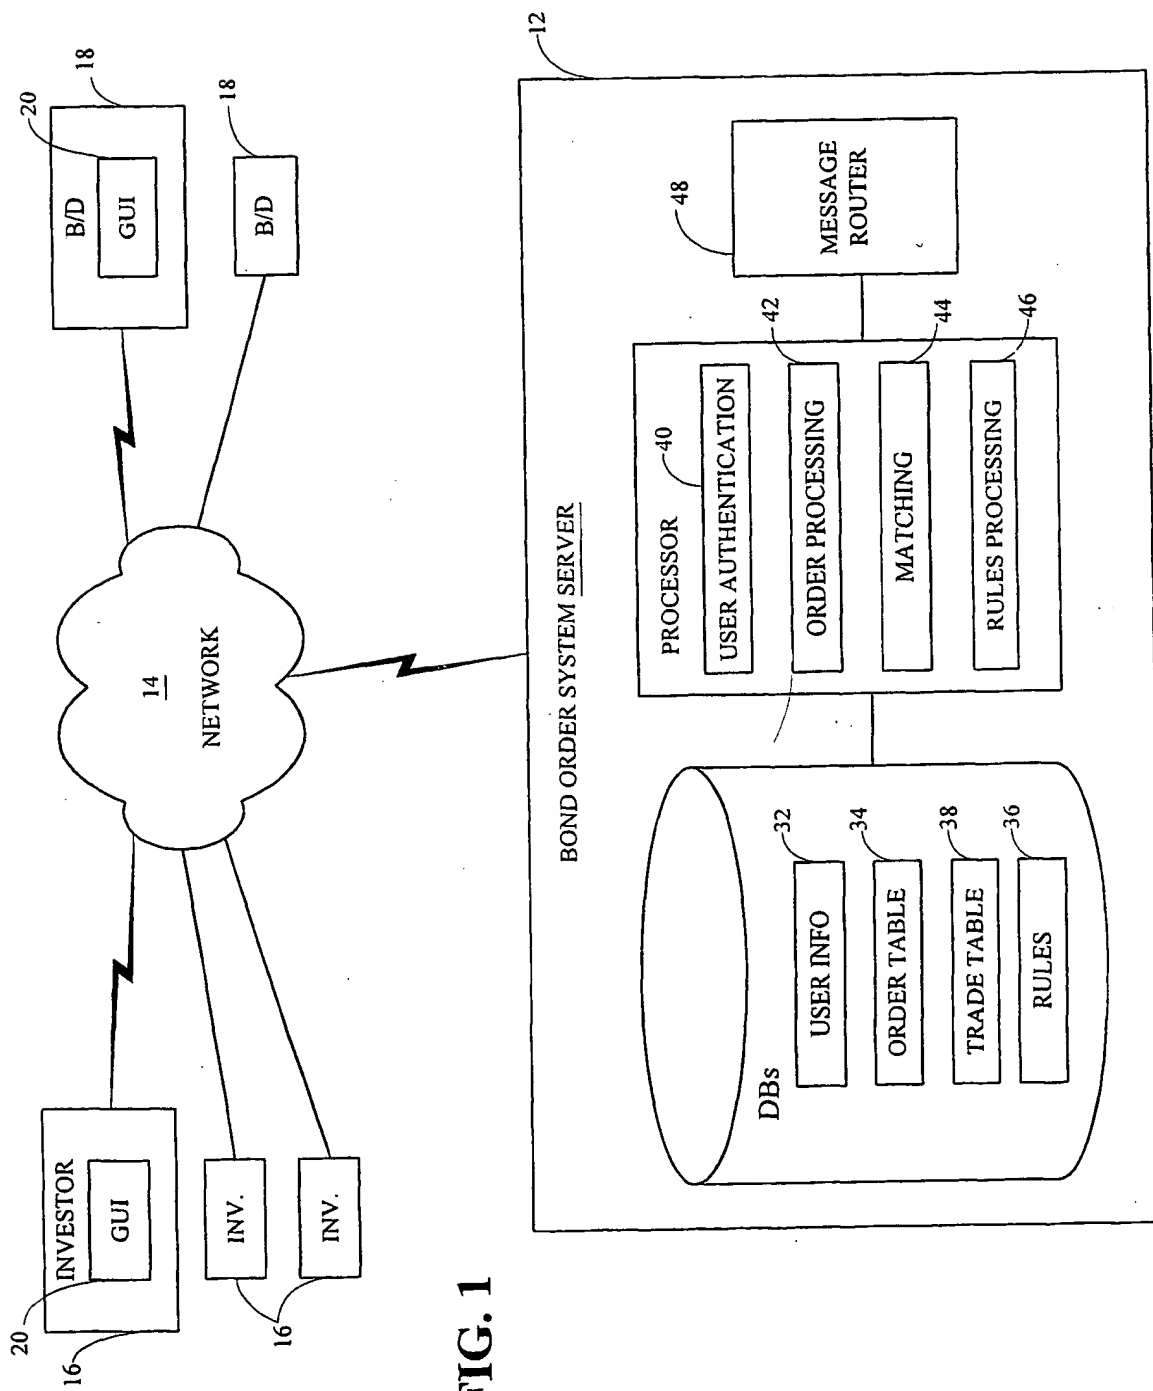 20
16
INVESTOR
GUI
INV.
INV.
16
14
NETWORK
20
18
B/D
GUI
18
B/D
12
BOND ORDER SYSTEM SERVER
DBs
32
USER INFO
34
ORDER TABLE
38
TRADE TABLE
36
RULES
PROCESSOR
40
USER AUTHENTICATION
42
ORDER PROCESSING
44
MATCHING
46
RULES PROCESSING
48
MESSAGE
ROUTER
FIG. 1